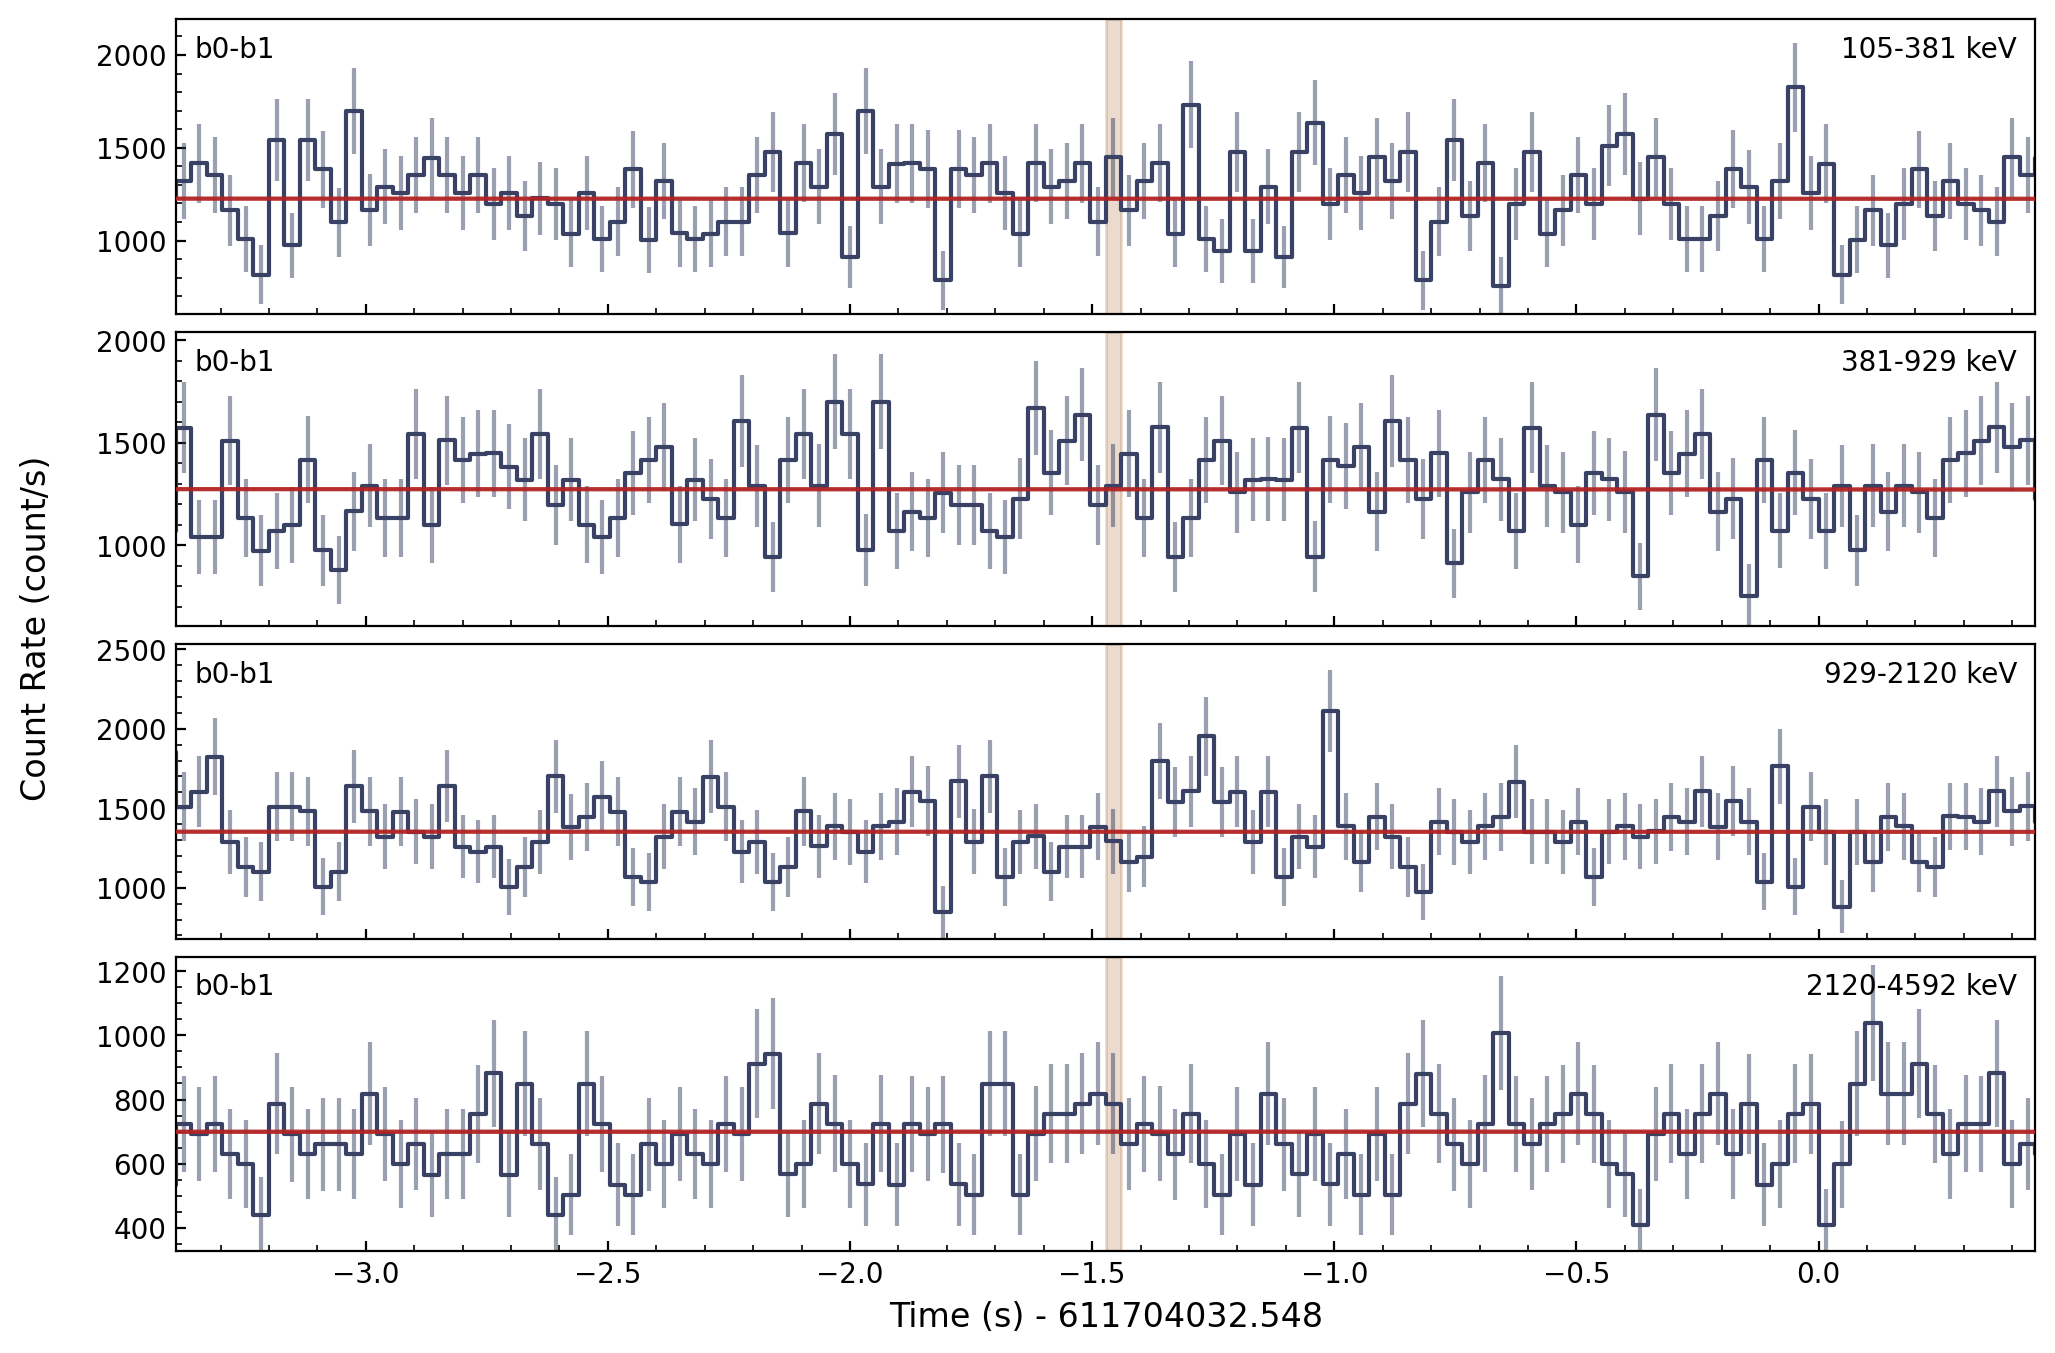 b0-b1
105-381 keV
2000
1500
1000
b0-b1
381-929 keV
2000
1500
1000
b0-b1
929-2120 keV
2500
2000
1500
1000
b0-b1
2120-4592 keV
1200
1000
800
600
400
Count Rate (count/s)
−3.0 −2.5 −2.0 −1.5 −1.0 −0.5 0.0
Time (s) - 611704032.548